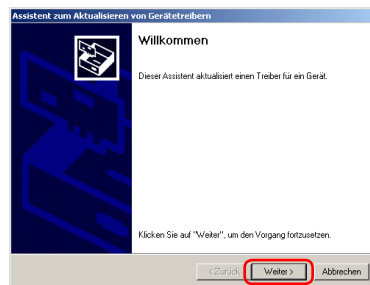 Assistent zum Aktualisieren von Gerätetreibern
Willkommen
Dieser Assistent aktualisiert einen Treiber für ein Gerät.
Klicken Sie auf "Weiter", um den Vorgang fortzusetzen.
< Zurück
Weiter >
Abbrechen